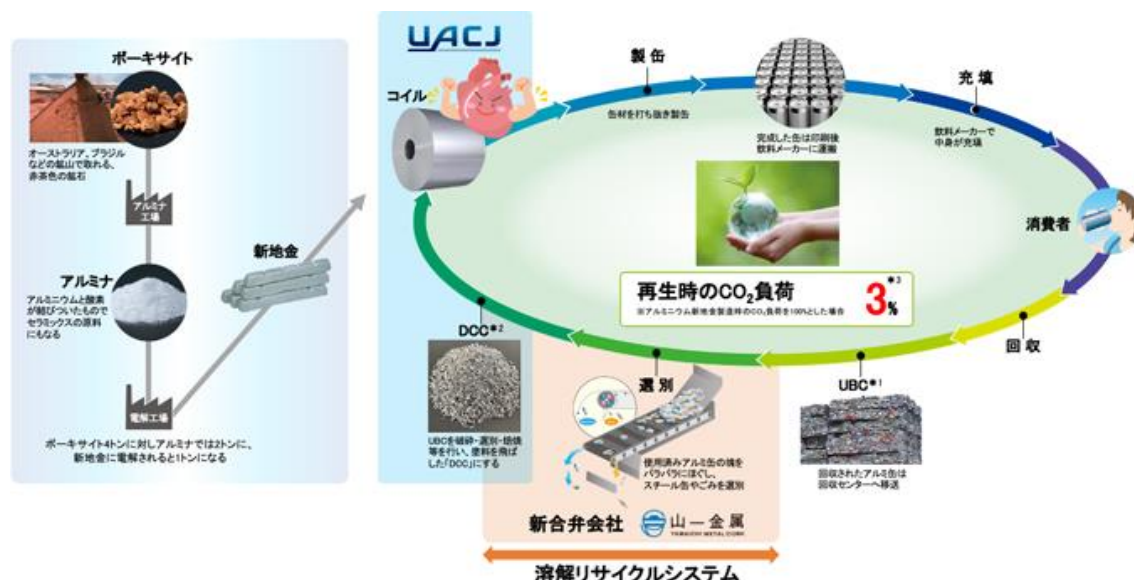 ボーキサイト
オーストラリア、ブラジル
などの鉱山で取れる、
非茶色の鉱石
アルミナ
工場
アルミナ
アルミニウムと酸素
が結びついたもので
セラミックスの原料
にもなる
電解工場
ボーキサイト4トンに対しアルミナでは2トンに、
新地金に電解されると1トンになる
新地金
UACJ
コイル
製缶
缶材を打ち抜き製缶
完成した缶は印刷後
飲料メーカーに運搬
充填
飲料メーカーで
中身が充填
消費者
回収
UBC*1
回収されたアルミ缶は
回収センターへ移送
選別
使用済みアルミ缶の塊を
バラバラにほぐし、
スチール缶やごみを選別
DCC*2
UBCを破砕・選別・焙焼
等を行い、塗料を飛ば
した「DCC」にする
再生時のCO₂負荷 3%*3
※アルミニウム新地金製造時のCO₂負荷を100%とした場合
新合弁会社 山一金属
YAMAICHI METAL CORP.
溶解リサイクルシステム